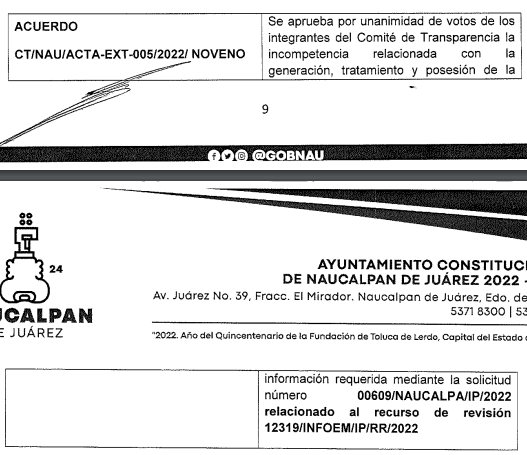 ACUERDO
CT/NAU/ACTA-EXT-005/2022/ NOVENO
Se aprueba por unanimidad de votos de los
integrantes del Comité de Transparencia la
incompetencia relacionada con la
generación, tratamiento y posesión de la
9
@GOBNAU
24
UCALPAN
E JUÁREZ
AYUNTAMIENTO CONSTITUCI
DE NAUCALPAN DE JUÁREZ 2022 -
Av. Juárez No. 39, Fracc. El Mirador. Naucalpan de Juárez, Edo. de
5371 8300 | 53
"2022. Año del Quincentenario de la Fundación de Toluca de Lerdo, Capital del Estado
información requerida mediante la solicitud
número 00609/NAUCALPA/IP/2022
relacionado al recurso de revisión
12319/INFOEM/IP/RR/2022